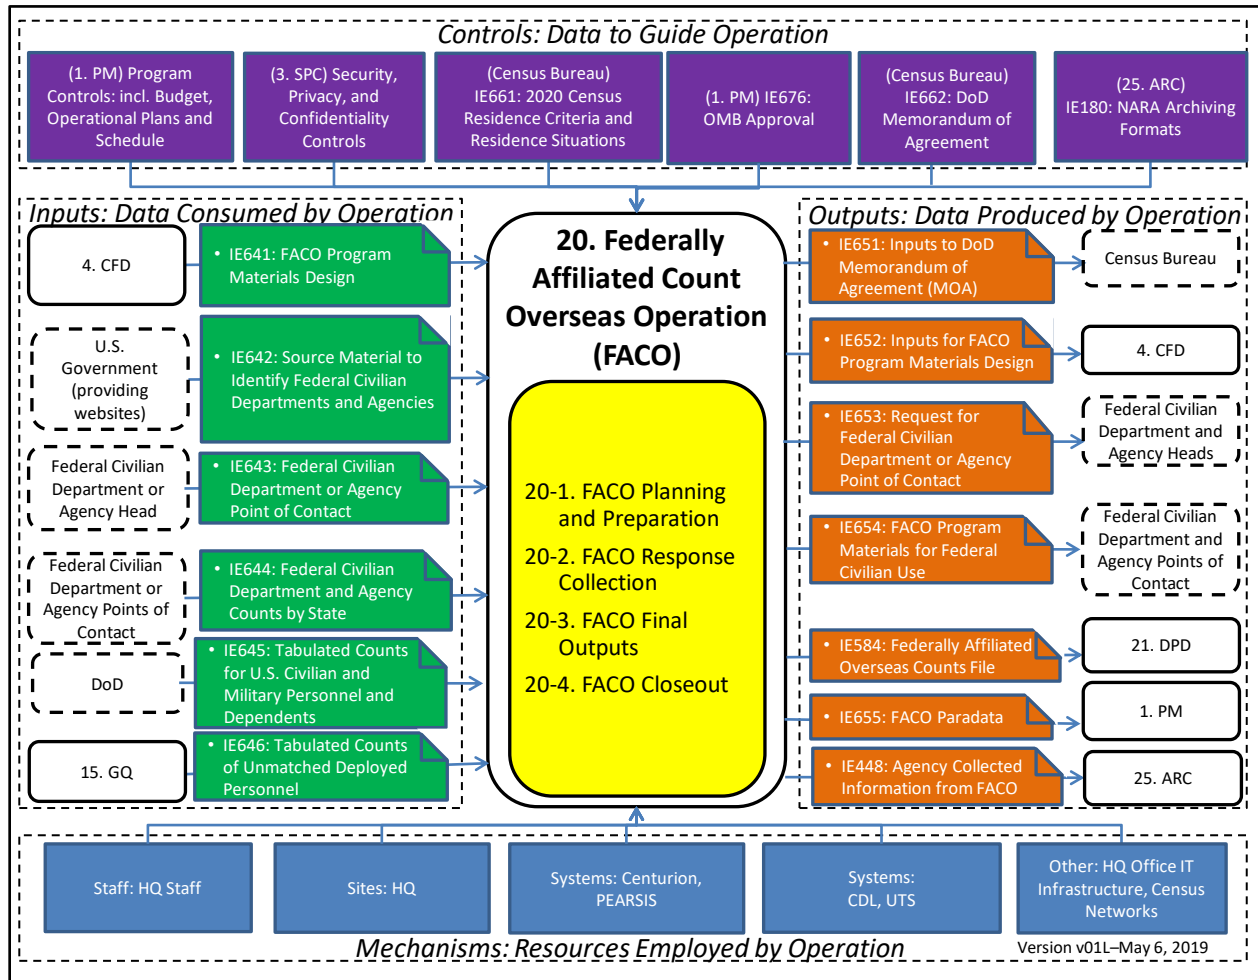 Controls: Data to Guide Operation
(1. PM) Program
Controls: incl. Budget,
Operational Plans and
Schedule
(3. SPC) Security,
Privacy, and
Confidentiality
Controls
(Census Bureau)
IE661: 2020 Census
Residence Criteria and
Residence Situations
(1. PM) IE676:
OMB Approval
(Census Bureau)
IE662: DoD
Memorandum of
Agreement
(25. ARC)
IE180: NARA Archiving
Formats
Inputs: Data Consumed by Operation
4. CFD
• IE641: FACO Program
Materials Design
U.S.
Government
(providing
websites)
• IE642: Source Material to
Identify Federal Civilian
Departments and Agencies
Federal Civilian
Department or
Agency Head
• IE643: Federal Civilian
Department or Agency
Point of Contact
Federal Civilian
Department or
Agency Points of
Contact
• IE644: Federal Civilian
Department and Agency
Counts by State
DoD
• IE645: Tabulated Counts
for U.S. Civilian and
Military Personnel and
Dependents
15. GQ
• IE646: Tabulated Counts
of Unmatched Deployed
Personnel
20. Federally
Affiliated Count
Overseas Operation
(FACO)
20-1. FACO Planning
and Preparation
20-2. FACO Response
Collection
20-3. FACO Final
Outputs
20-4. FACO Closeout
Outputs: Data Produced by Operation
• IE651: Inputs to DoD
Memorandum of
Agreement (MOA)
Census Bureau
• IE652: Inputs for FACO
Program Materials Design
4. CFD
• IE653: Request for
Federal Civilian
Department or Agency
Point of Contact
Federal Civilian
Department and
Agency Heads
• IE654: FACO Program
Materials for Federal
Civilian Use
Federal Civilian
Department and
Agency Points of
Contact
• IE584: Federally Affiliated
Overseas Counts File
21. DPD
• IE655: FACO Paradata
1. PM
• IE448: Agency Collected
Information from FACO
25. ARC
Staff: HQ Staff
Sites: HQ
Systems: Centurion,
PEARSIS
Systems:
CDL, UTS
Other: HQ Office IT
Infrastructure, Census
Networks
Mechanisms: Resources Employed by Operation
Version v01L–May 6, 2019